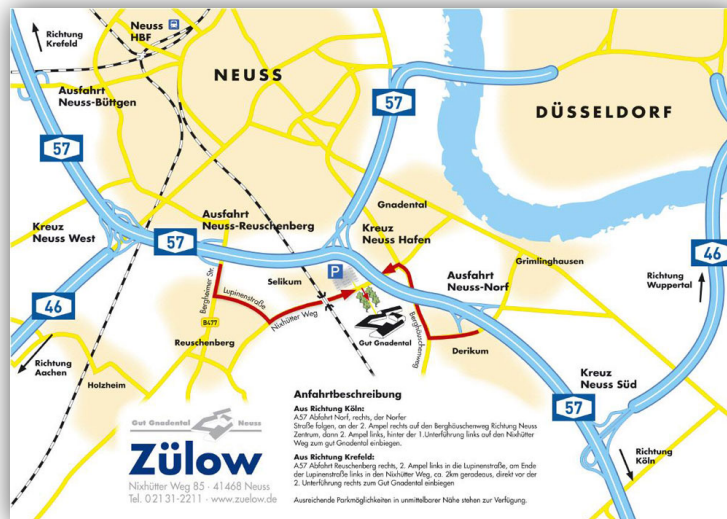 Richtung
Krefeld
Neuss
HBF
NEUSS
Ausfahrt
Neuss-Büttgen
57
57
DÜSSELDORF
57
Kreuz
Neuss West
Ausfahrt
Neuss-Reuschenberg
Gnadental
Kreuz
Neuss Hafen
46
46
57
P
Selikum
Bergheimer Str.
Lupinenstraße
Nixhütter Weg
B477
Reuschenberg
Gut Gnadental
Berghäuschenweg
Ausfahrt
Neuss-Norf
Grimlinghausen
Richtung
Wuppertal
Derikum
Richtung
Aachen
Holzheim
Kreuz
Neuss Süd
57
Richtung
Köln
Gut Gnadental Neuss
Zülow
Nixhütter Weg 85 · 41468 Neuss
Tel. 0 21 31-2211 · www.zuelow.de
Anfahrtbeschreibung
Aus Richtung Köln:
A57 Abfahrt Norf, rechts, der Norfer
Straße folgen, an der 2. Ampel rechts auf den Berghäuschenweg Richtung Neuss
Zentrum, dann 2. Ampel links, hinter der 1.Unterführung links auf den Nixhütter
Weg zum gut Gnadental einbiegen.
Aus Richtung Krefeld:
A57 Abfahrt Reuschenberg rechts, 2. Ampel links in die Lupinenstraße, am Ende
der Lupinenstraße links in den Nixhütter Weg, ca. 2km geradeaus, direkt vor der
2. Unterführung rechts zum Gut Gnadental einbiegen
Ausreichende Parkmöglichkeiten in unmittelbarer Nähe stehen zur Verfügung.